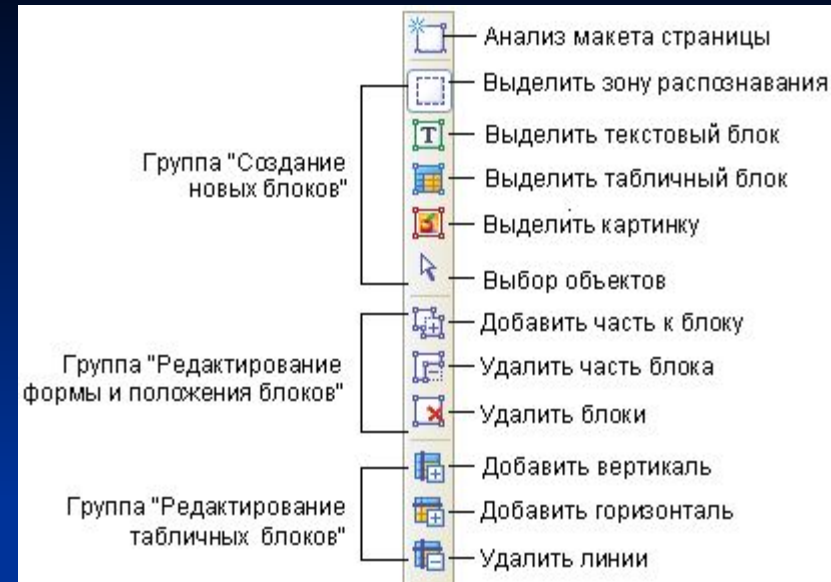 Анализ макета страницы
Выделить зону распознавания
Выделить текстовый блок
Группа "Создание
новых блоков"
Выделить табличный блок
Выделить картинку
Выбор объектов
Добавить часть к блоку
Группа "Редактирование
формы и положения блоков"
Удалить часть блока
Удалить блоки
Добавить вертикаль
Группа "Редактирование
табличных блоков"
Добавить горизонталь
Удалить линии